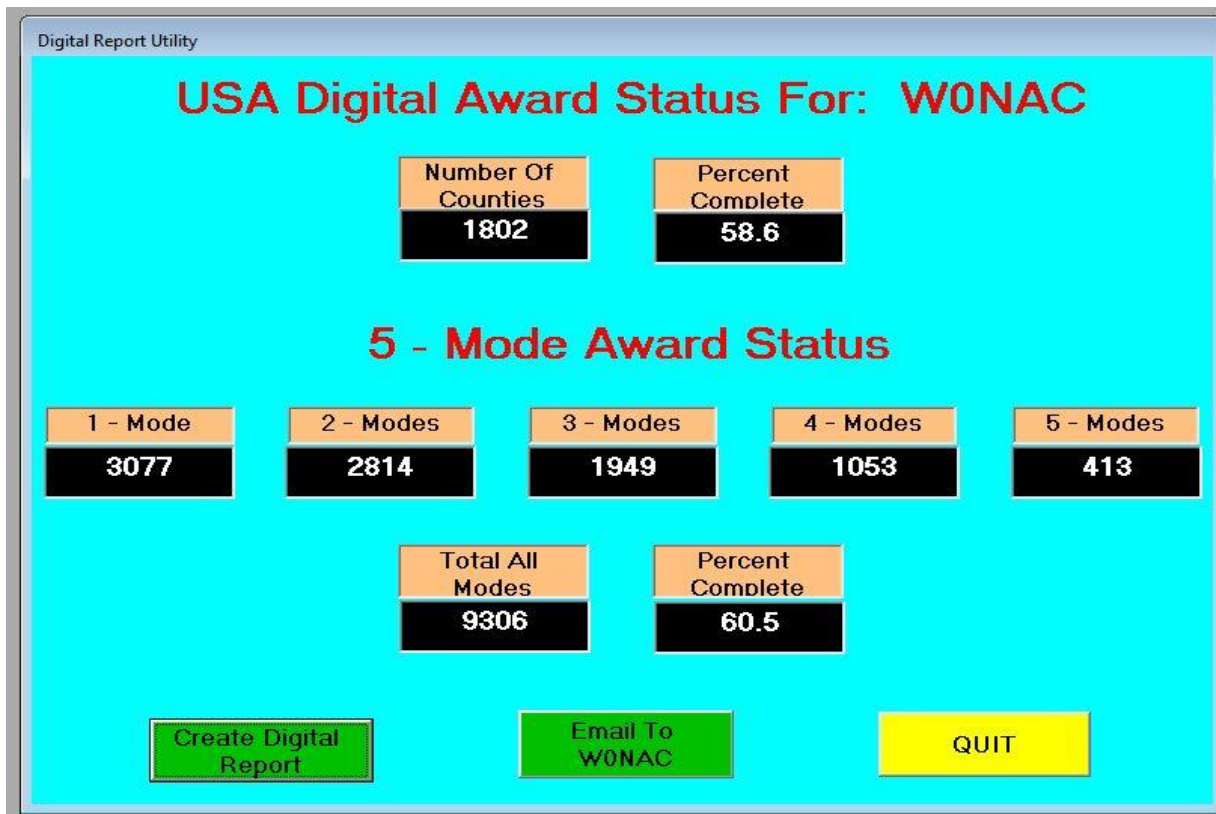 Digital Report Utility
USA Digital Award Status For: W0NAC
Number Of
Counties
Percent
Complete
1802
58.6
5 - Mode Award Status
1 - Mode
2 - Modes
3 - Modes
4 - Modes
5 - Modes
3077
2814
1949
1053
413
Total All
Modes
Percent
Complete
9306
60.5
Create Digital
Report
Email To
W0NAC
QUIT